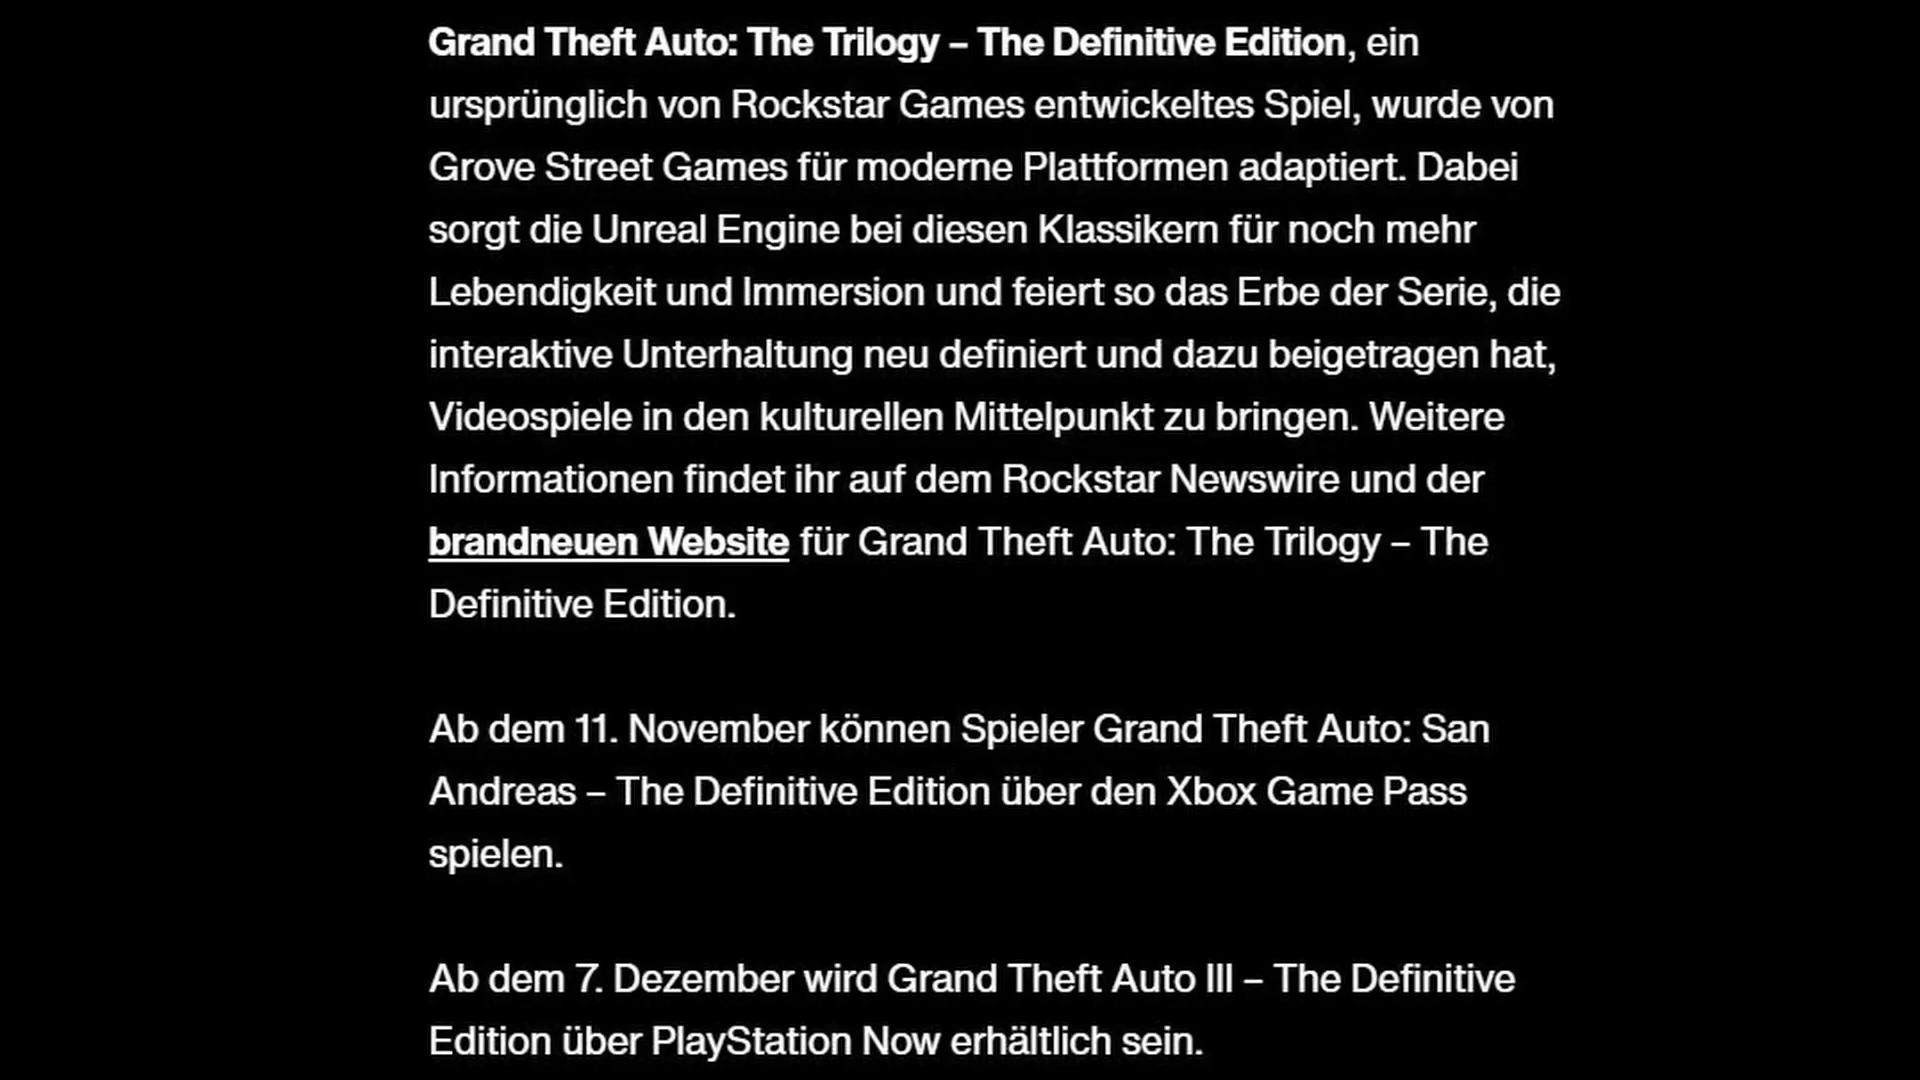 Grand Theft Auto: The Trilogy – The Definitive Edition, ein
ursprünglich von Rockstar Games entwickeltes Spiel, wurde von
Grove Street Games für moderne Plattformen adaptiert. Dabei
sorgt die Unreal Engine bei diesen Klassikern für noch mehr
Lebendigkeit und Immersion und feiert so das Erbe der Serie, die
interaktive Unterhaltung neu definiert und dazu beigetragen hat,
Videospiele in den kulturellen Mittelpunkt zu bringen. Weitere
Informationen findet ihr auf dem Rockstar Newswire und der
brandneuen Website für Grand Theft Auto: The Trilogy – The
Definitive Edition.
Ab dem 11. November können Spieler Grand Theft Auto: San
Andreas – The Definitive Edition über den Xbox Game Pass
spielen.
Ab dem 7. Dezember wird Grand Theft Auto III – The Definitive
Edition über PlayStation Now erhältlich sein.